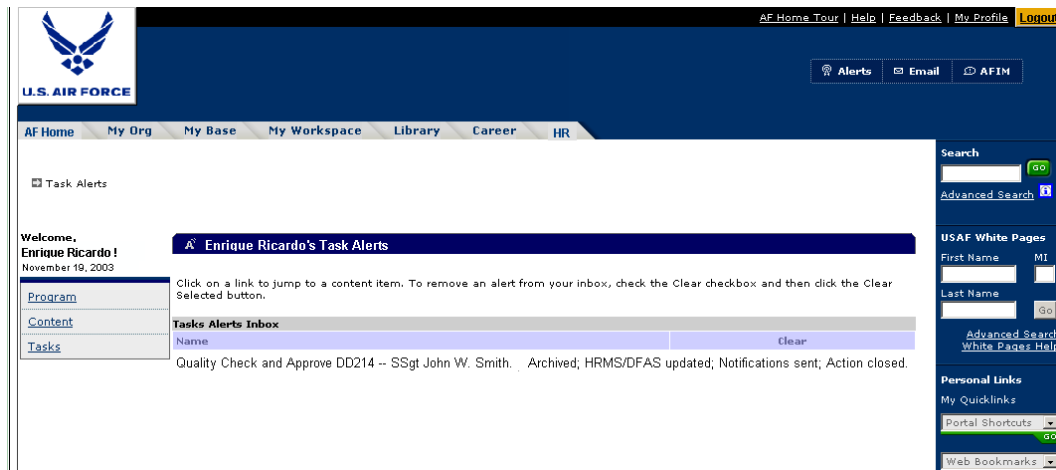 AF Home Tour | Help | Feedback | My Profile Logout
Alerts Email AFIM
U.S. AIR FORCE
AF Home My Org My Base My Workspace Library Career HR
Task Alerts
Welcome,
Enrique Ricardo !
November 19, 2003
Program
Content
Tasks
Enrique Ricardo's Task Alerts
Click on a link to jump to a content item. To remove an alert from your inbox, check the Clear checkbox and then click the Clear
Selected button.
Tasks Alerts Inbox
Name Clear
Quality Check and Approve DD214 -- SSgt John W. Smith. Archived; HRMS/DFAS updated; Notifications sent; Action closed.
Search
GO
Advanced Search
USAF White Pages
First Name MI
Last Name
Go
Advanced Search
White Pages Help
Personal Links
My Quicklinks
Portal Shortcuts
GO
Web Bookmarks